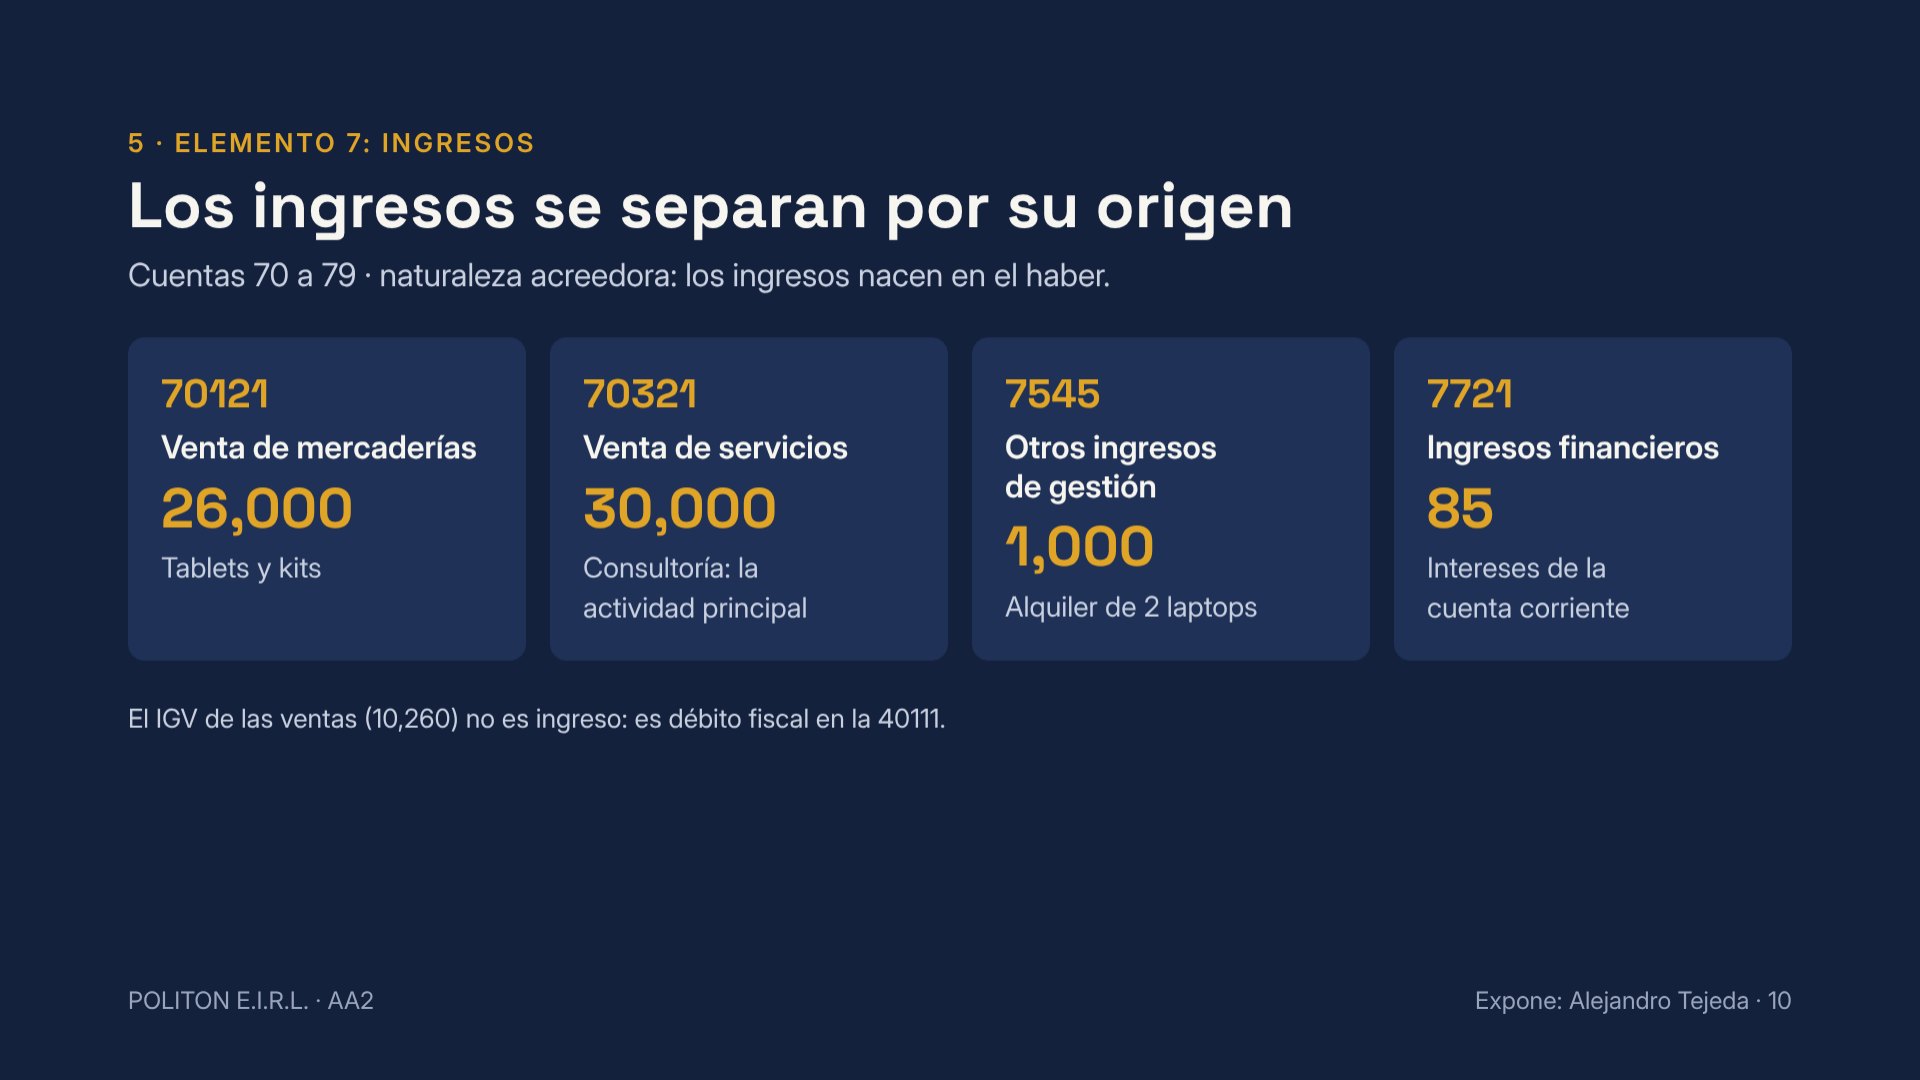 5 · ELEMENTO 7: INGRESOS
Los ingresos se separan por su origen
Cuentas 70 a 79 · naturaleza acreedora: los ingresos nacen en el haber.
70121
Venta de mercaderías
26,000
Tablets y kits
70321
Venta de servicios
30,000
Consultoría: la
actividad principal
7545
Otros ingresos
de gestión
1,000
Alquiler de 2 laptops
7721
Ingresos financieros
85
Intereses de la
cuenta corriente
El IGV de las ventas (10,260) no es ingreso: es débito fiscal en la 40111.
POLITON E.I.R.L. · AA2
Expone: Alejandro Tejeda · 10